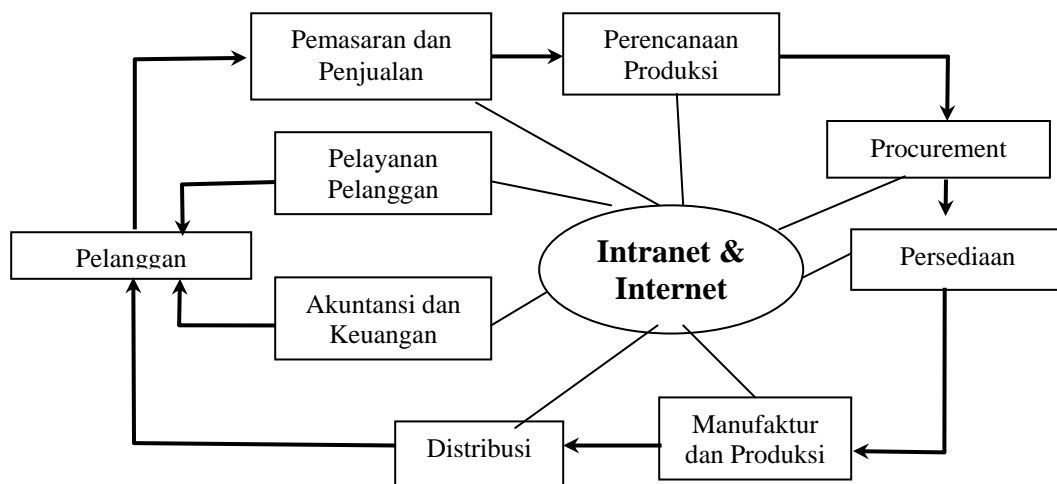 Pemasaran dan
Penjualan
Perencanaan
Produksi
Procurement
Pelayanan
Pelanggan
Pelanggan
Intranet &
Internet
Persediaan
Akuntansi dan
Keuangan
Distribusi
Manufaktur
dan Produksi